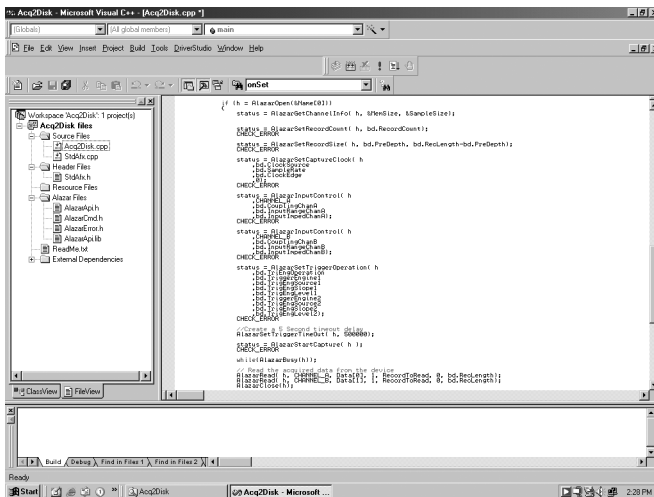 Acq2Disk - Microsoft Visual C++ - [Acq2Disk.cpp *]
(Globals) (All global members) main
File Edit View Insert Project Build Tools DriverStudio Window Help
onSet
Workspace 'Acq2Disk': 1 project(s)
Acq2Disk files
Source Files
Acq2Disk.cpp
StdAfx.cpp
Header Files
StdAfx.h
Resource Files
Alazar Files
AlazarApi.h
AlazarCmd.h
AlazarError.h
AlazarApi.lib
ReadMe.txt
External Dependencies
ClassView FileView
if (h = AlazarOpen(&Name[0]))
{
status = AlazarGetChannelInfo( h, &MemSize, &SampleSize);
status = AlazarSetRecordCount( h, bd.RecordCount);
CHECK_ERROR
status = AlazarSetRecordSize( h, bd.PreDepth, bd.RecLength-bd.PreDepth);
CHECK_ERROR
status = AlazarSetCaptureClock( h
,bd.ClockSource
,bd.SampleRate
,bd.ClockEdge
,0);
CHECK_ERROR
status = AlazarInputControl( h
,CHANNEL_A
,bd.CouplingChanA
,bd.InputRangeChanA
,bd.InputImpedChanA);
CHECK_ERROR
status = AlazarInputControl( h
,CHANNEL_B
,bd.CouplingChanB
,bd.InputRangeChanB
,bd.InputImpedChanB);
CHECK_ERROR
status = AlazarSetTriggerOperation( h
,bd.TriEngOperation
,bd.TriggerEngine1
,bd.TrigEngSource1
,bd.TrigEngSlope1
,bd.TrigEngLevel1
,bd.TriggerEngine2
,bd.TrigEngSource2
,bd.TrigEngSlope2
,bd.TrigEngLevel2);
CHECK_ERROR
//Create a 5 Second timeout delay
AlazarSetTriggerTimeOut( h, 500000);
status = AlazarStartCapture( h );
CHECK_ERROR
while(AlazarBusy(h));
// Read the acquired data from the device
AlazarRead( h, CHANNEL_A, Data[0], 1, RecordToRead, 0, bd.RecLength);
AlazarRead( h, CHANNEL_B, Data[1], 1, RecordToRead, 0, bd.RecLength);
AlazarClose(h);
Build Debug Find in Files 1 Find in Files 2
Ready
Start Acq2Disk Acq2Disk - Microsoft ... 2:28 PM